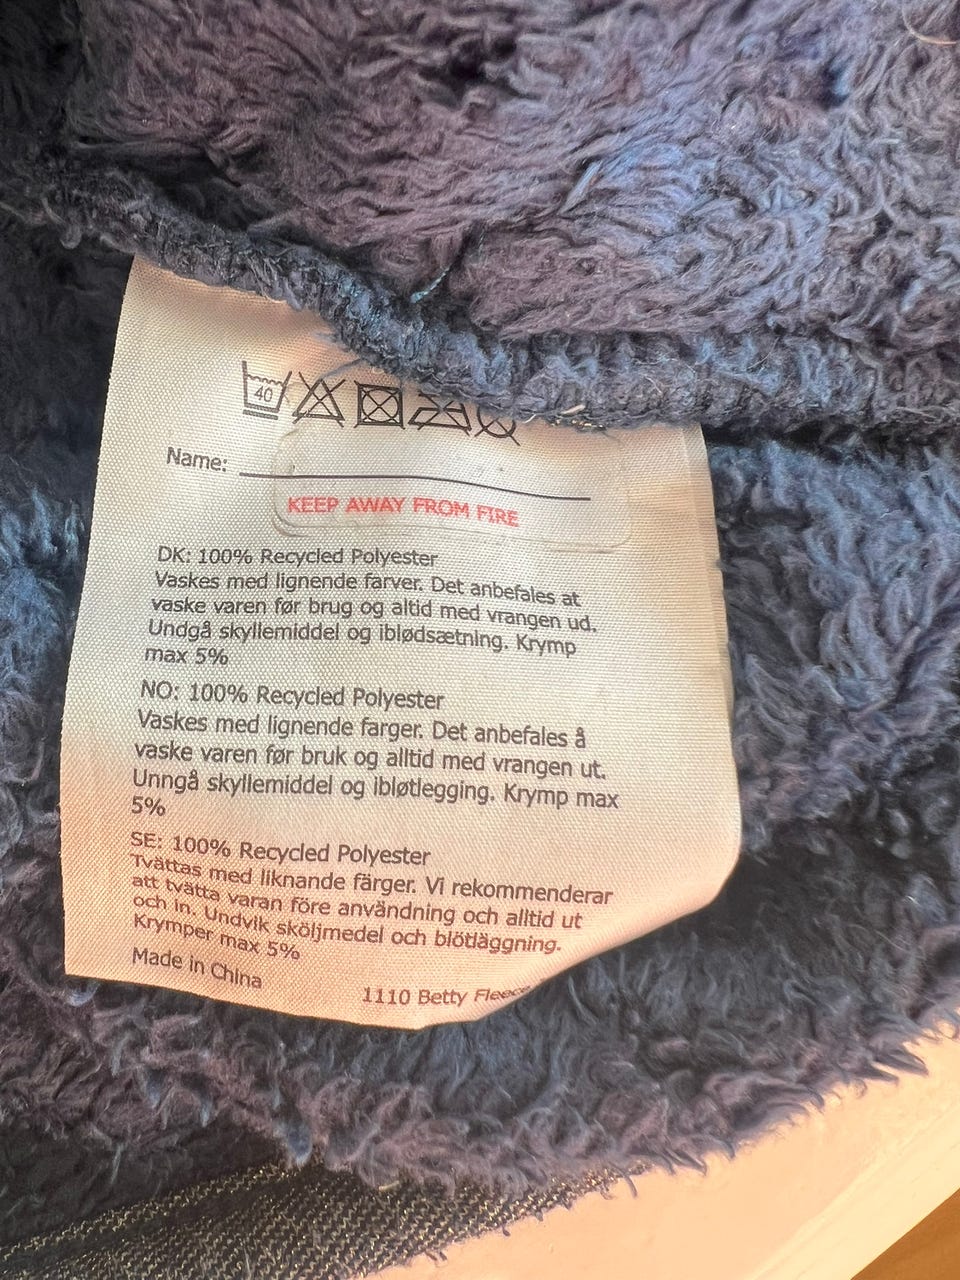 40
Name:
KEEP AWAY FROM FIRE
DK: 100% Recycled Polyester
Vaskes med lignende farver. Det anbefales at
vaske varen før brug og altid med vrangen ud.
Undgå skyllemiddel og iblødsætning. Krymp
max 5%
NO: 100% Recycled Polyester
Vaskes med lignende farger. Det anbefales å
vaske varen før bruk og alltid med vrangen ut.
Unngå skyllemiddel og ibløtlegging. Krymp max
5%
SE: 100% Recycled Polyester
Tvättas med liknande färger. Vi rekommenderar
att tvätta varan före användning och alltid ut
och in. Undvik sköljmedel och blötläggning.
Krymper max 5%
Made in China
1110 Betty Fleece